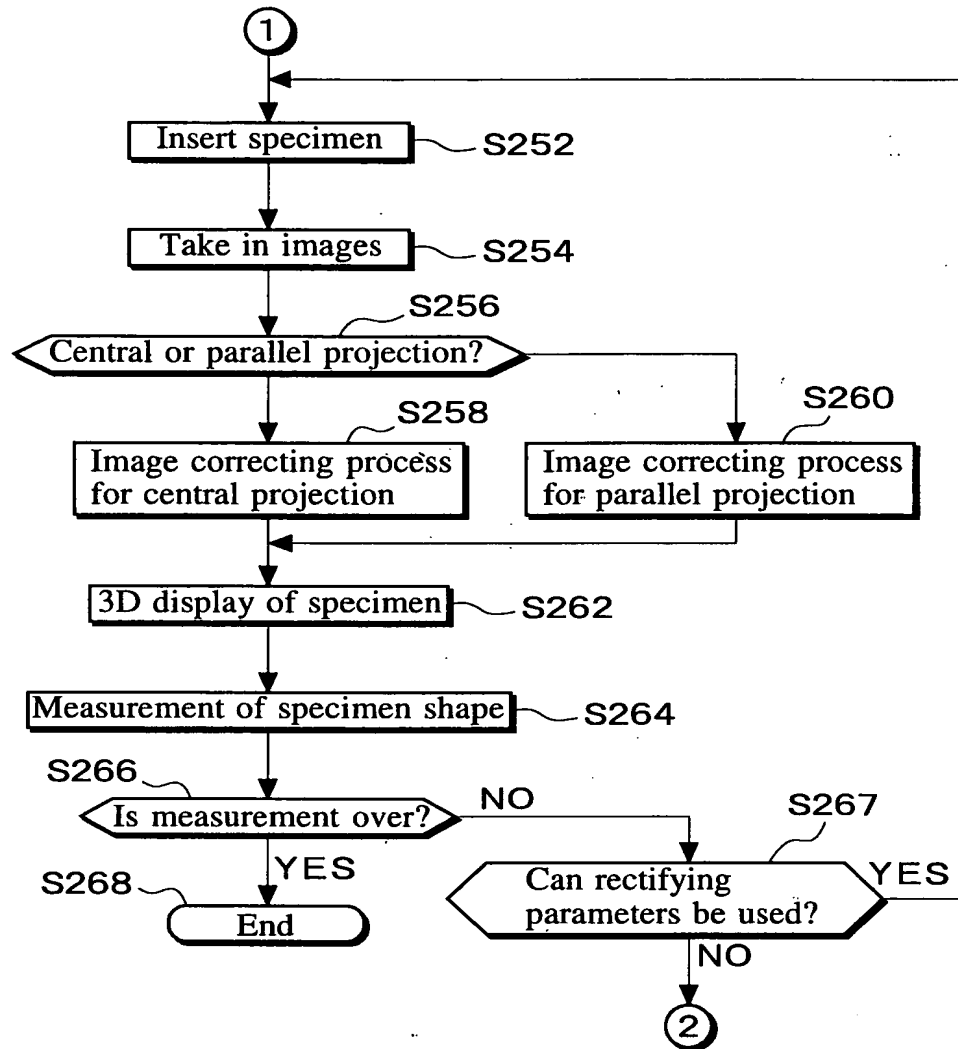 1
Insert specimen
S252
Take in images
S254
S256
Central or parallel projection?
S258
Image correcting process
for central projection
S260
Image correcting process
for parallel projection
3D display of specimen
S262
Measurement of specimen shape
S264
S266
Is measurement over?
NO
YES
S268
End
S267
Can rectifying
parameters be used?
YES
NO
2